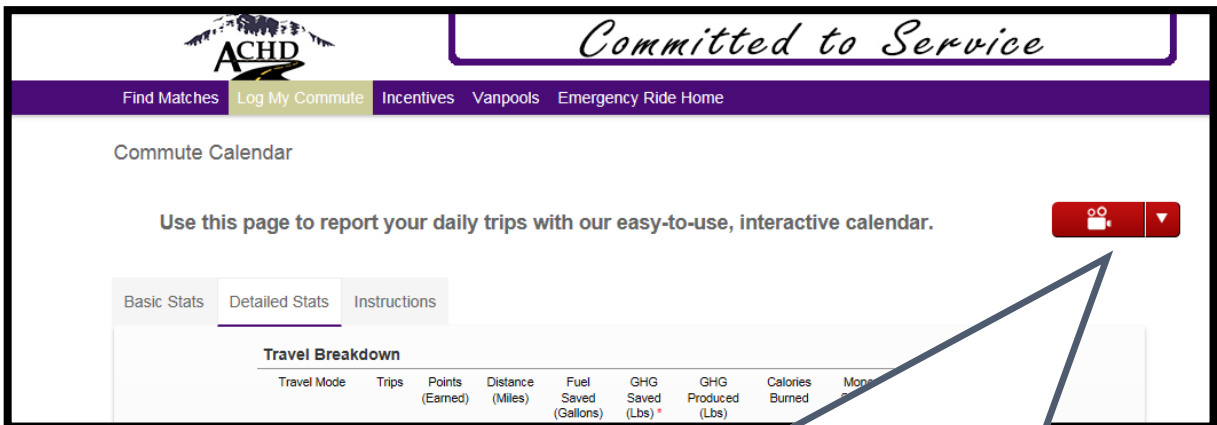 ACHD
Committed to Service
Find Matches Log My Commute Incentives Vanpools Emergency Ride Home
Commute Calendar
Use this page to report your daily trips with our easy-to-use, interactive calendar.
Basic Stats Detailed Stats Instructions
Travel Breakdown
Travel Mode Trips Points Distance Fuel GHG GHG Calories
(Earned) (Miles) Saved Saved Produced Burned
(Gallons) (Lbs) * (Lbs)